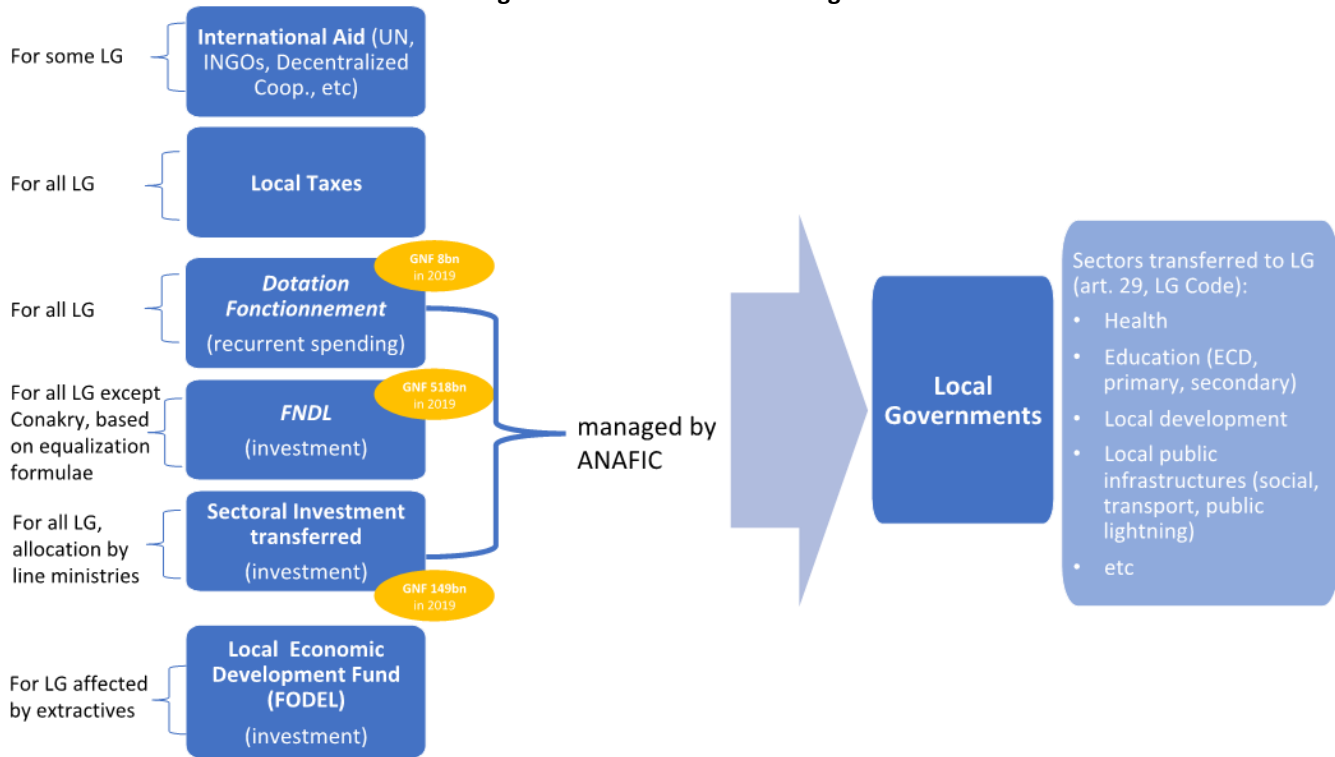 For some LG
International Aid (UN,
INGOs, Decentralized
Coop., etc)
For all LG
Local Taxes
For all LG
GNF 8bn
in 2019
Dotation
Fonctionnement
(recurrent spending)
For all LG except
Conakry, based
on equalization
formulae
GNF 518bn
in 2019
FNDL
(investment)
For all LG,
allocation by
line ministries
Sectoral Investment
transferred
(investment)
GNF 149bn
in 2019
For LG affected
by extractives
Local Economic
Development Fund
(FODEL)
(investment)
managed by
ANAFIC
Local
Governments
Sectors transferred to LG
(art. 29, LG Code):
• Health
• Education (ECD,
primary, secondary)
• Local development
• Local public
infrastructures (social,
transport, public
lightning)
• etc